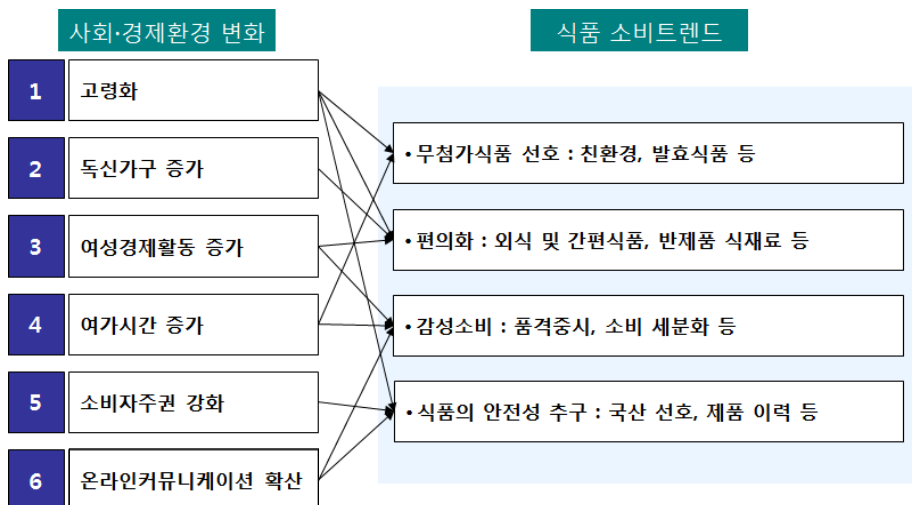 사회·경제환경 변화
식품 소비트렌드
1 고령화
2 독신가구 증가
3 여성경제활동 증가
4 여가시간 증가
5 소비자주권 강화
6 온라인커뮤니케이션 확산
• 무첨가식품 선호 : 친환경, 발효식품 등
• 편의화 : 외식 및 간편식품, 반제품 식재료 등
• 감성소비 : 품격중시, 소비 세분화 등
• 식품의 안전성 추구 : 국산 선호, 제품 이력 등